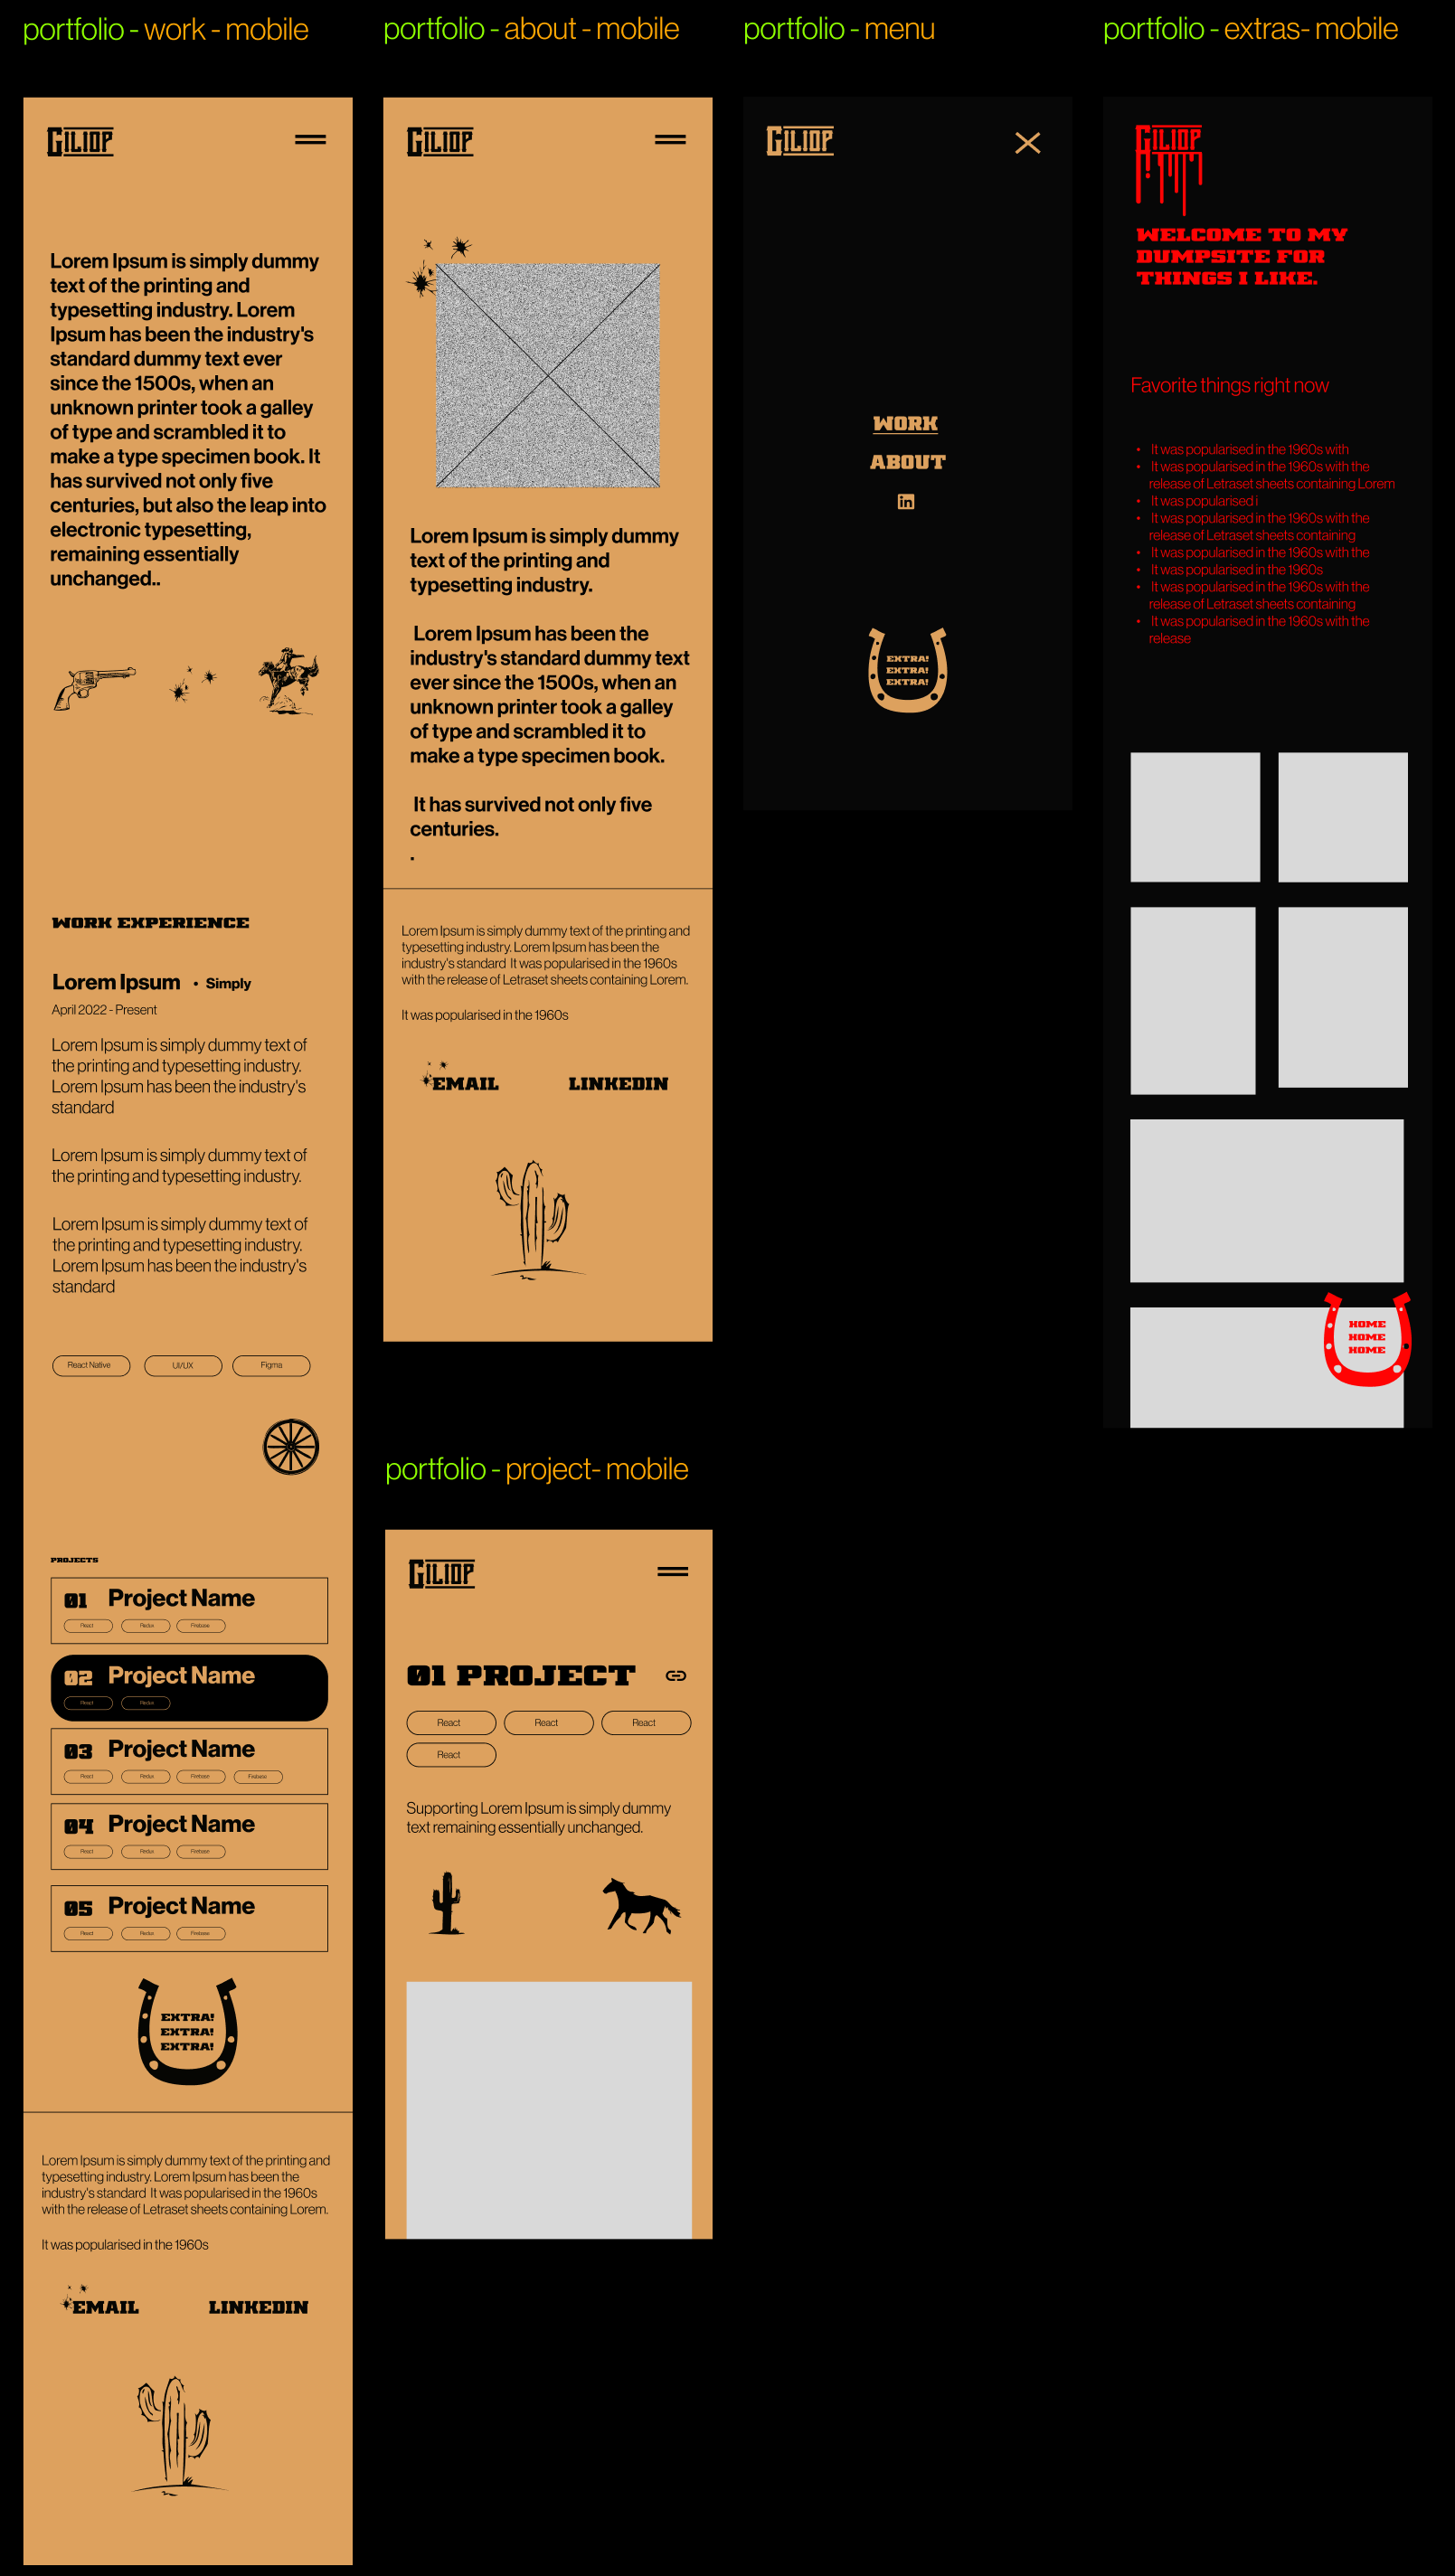 portfolio - work - mobile
GILIOP
Lorem Ipsum is simply dummy
text of the printing and
typesetting industry. Lorem
Ipsum has been the industry's
standard dummy text ever
since the 1500s, when an
unknown printer took a galley
of type and scrambled it to
make a type specimen book. It
has survived not only five
centuries, but also the leap into
electronic typesetting,
remaining essentially
unchanged..
WORK EXPERIENCE
Lorem Ipsum • Simply
April 2022 - Present
Lorem Ipsum is simply dummy text of
the printing and typesetting industry.
Lorem Ipsum has been the industry's
standard
Lorem Ipsum is simply dummy text of
the printing and typesetting industry.
Lorem Ipsum is simply dummy text of
the printing and typesetting industry.
Lorem Ipsum has been the industry's
standard
React Native UI/UX Figma
PROJECTS
01 Project Name
React Redux Firebase
02 Project Name
React Redux
03 Project Name
React Redux Firebase Firebase
04 Project Name
React Redux Firebase
05 Project Name
React Redux Firebase
EXTRA!
EXTRA!
EXTRA!
Lorem Ipsum is simply dummy text of the printing and
typesetting industry. Lorem Ipsum has been the
industry's standard It was popularised in the 1960s
with the release of Letraset sheets containing Lorem.
It was popularised in the 1960s
EMAIL LINKEDIN
portfolio - about - mobile
GILIOP
Lorem Ipsum is simply dummy
text of the printing and
typesetting industry.
Lorem Ipsum has been the
industry's standard dummy text
ever since the 1500s, when an
unknown printer took a galley
of type and scrambled it to
make a type specimen book.
It has survived not only five
centuries.
.
Lorem Ipsum is simply dummy text of the printing and
typesetting industry. Lorem Ipsum has been the
industry's standard It was popularised in the 1960s
with the release of Letraset sheets containing Lorem.
It was popularised in the 1960s
EMAIL LINKEDIN
portfolio - project- mobile
GILIOP
01 PROJECT
React React React
React
Supporting Lorem Ipsum is simply dummy
text remaining essentially unchanged.
portfolio - menu
GILIOP
WORK
ABOUT
in
EXTRA!
EXTRA!
EXTRA!
portfolio - extras- mobile
GILIOP
WELCOME TO MY
DUMPSITE FOR
THINGS I LIKE.
Favorite things right now
• It was popularised in the 1960s with
• It was popularised in the 1960s with the
release of Letraset sheets containing Lorem
• It was popularised i
• It was popularised in the 1960s with the
release of Letraset sheets containing
• It was popularised in the 1960s with the
• It was popularised in the 1960s
• It was popularised in the 1960s with the
release of Letraset sheets containing
• It was popularised in the 1960s with the
release
HOME
HOME
HOME